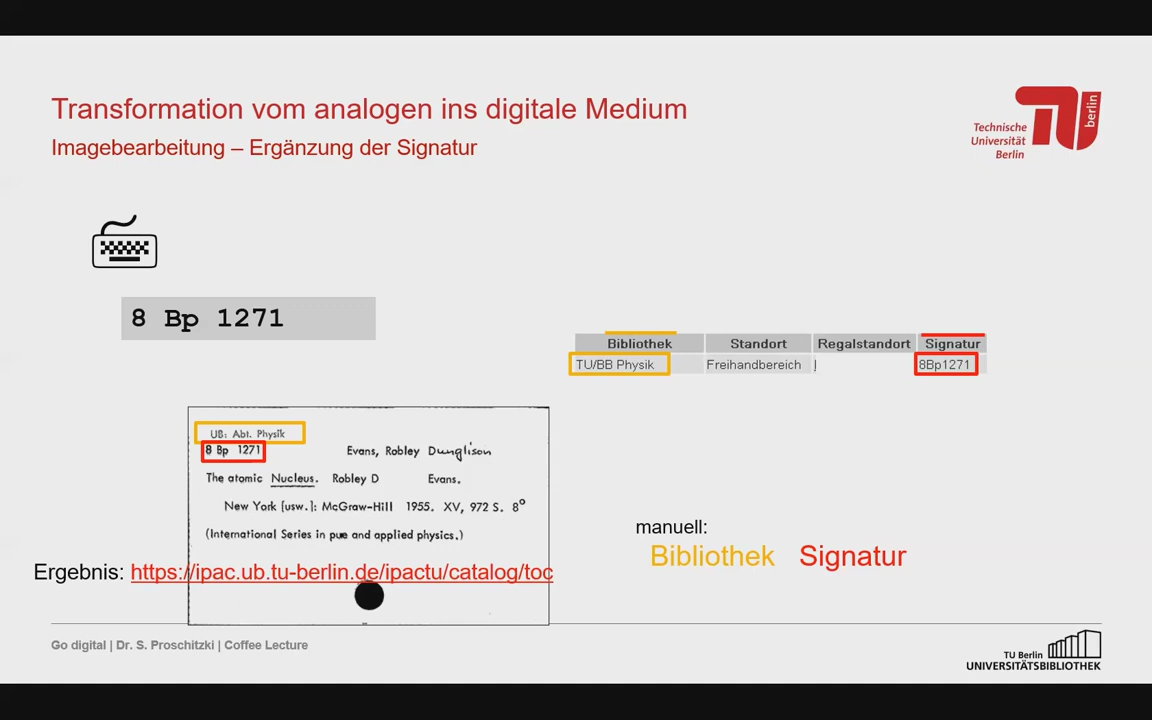 Transformation vom analogen ins digitale Medium
Imagebearbeitung – Ergänzung der Signatur
Technische
Universität
Berlin
berlin
8 Bp 1271
Bibliothek Standort Regalstandort Signatur
TU/BB Physik Freihandbereich 8Bp1271
UB: Abt. Physik
8 Bp 1271 Evans, Robley Dunglison
The atomic Nucleus. Robley D Evans.
New York [usw.]: McGraw-Hill 1955. XV, 972 S. 8°
(International Series in pue and applied physics.)
manuell:
Bibliothek Signatur
Ergebnis: https://ipac.ub.tu-berlin.de/ipactu/catalog/toc
Go digital | Dr. S. Proschitzki | Coffee Lecture
TU Berlin
UNIVERSITÄTSBIBLIOTHEK